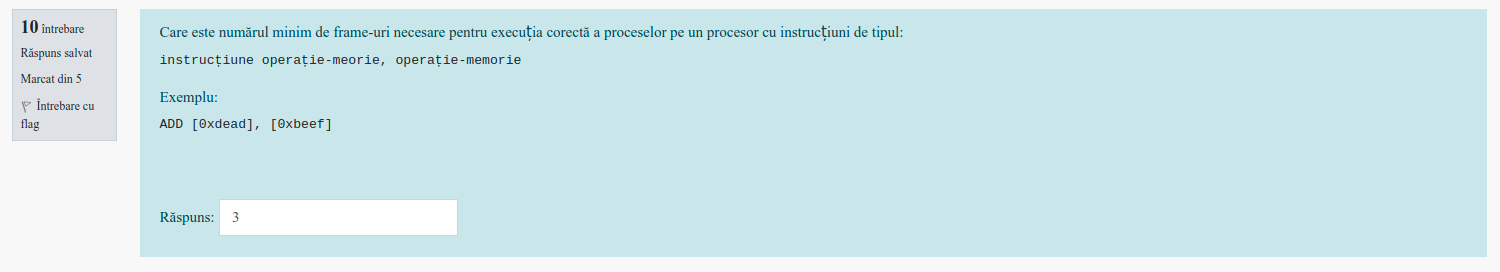 10 întrebare
Răspuns salvat
Marcat din 5
Întrebare cu
flag
Care este numărul minim de frame-uri necesare pentru execuția corectă a proceselor pe un procesor cu instrucțiuni de tipul:
instrucțiune operație-meorie, operație-memorie
Exemplu:
ADD [0xdead], [0xbeef]
Răspuns: 3